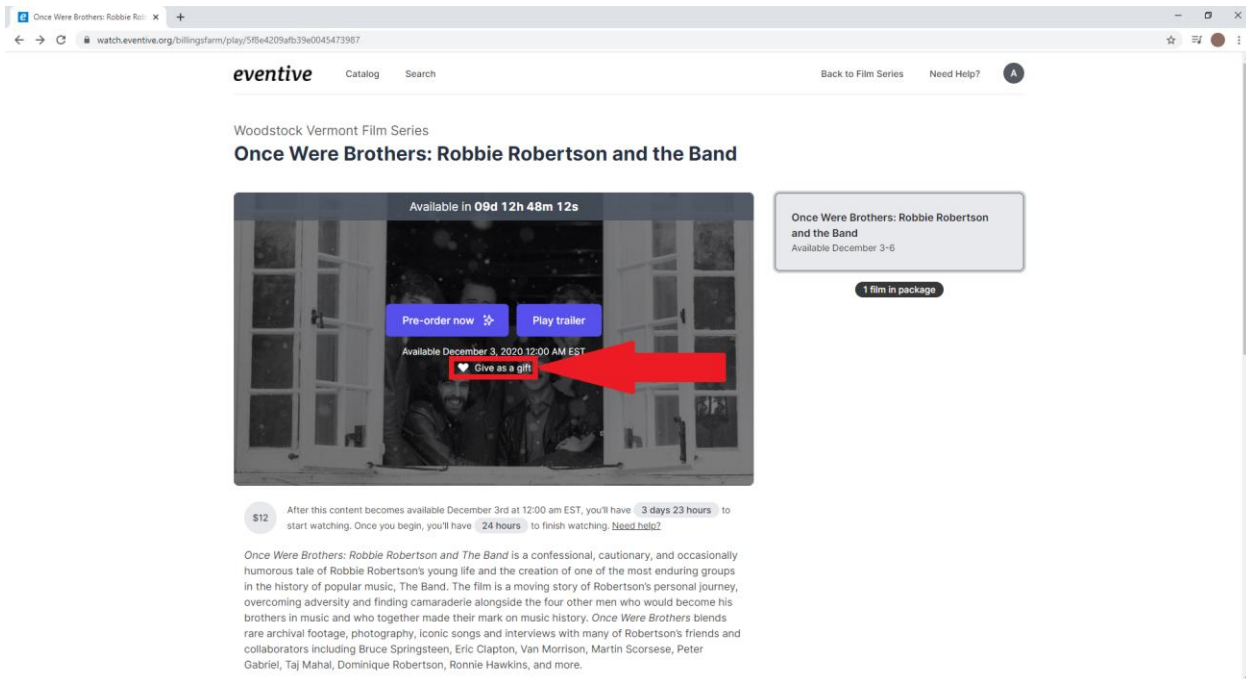 Once Were Brothers: Robbie Rob
watch.eventive.org/billingsfarm/play/5f8e4209afb39e0045473987
eventive Catalog Search Back to Film Series Need Help? A
Woodstock Vermont Film Series
Once Were Brothers: Robbie Robertson and the Band
Available in 09d 12h 48m 12s
Pre-order now Play trailer
Available December 3, 2020 12:00 AM EST
Give as a gift
Once Were Brothers: Robbie Robertson
and the Band
Available December 3-6
1 film in package
$12
After this content becomes available December 3rd at 12:00 am EST, you'll have 3 days 23 hours to
start watching. Once you begin, you'll have 24 hours to finish watching. Need help?
Once Were Brothers: Robbie Robertson and The Band is a confessional, cautionary, and occasionally
humorous tale of Robbie Robertson's young life and the creation of one of the most enduring groups
in the history of popular music, The Band. The film is a moving story of Robertson's personal journey,
overcoming adversity and finding camaraderie alongside the four other men who would become his
brothers in music and who together made their mark on music history. Once Were Brothers blends
rare archival footage, photography, iconic songs and interviews with many of Robertson's friends and
collaborators including Bruce Springsteen, Eric Clapton, Van Morrison, Martin Scorsese, Peter
Gabriel, Taj Mahal, Dominique Robertson, Ronnie Hawkins, and more.